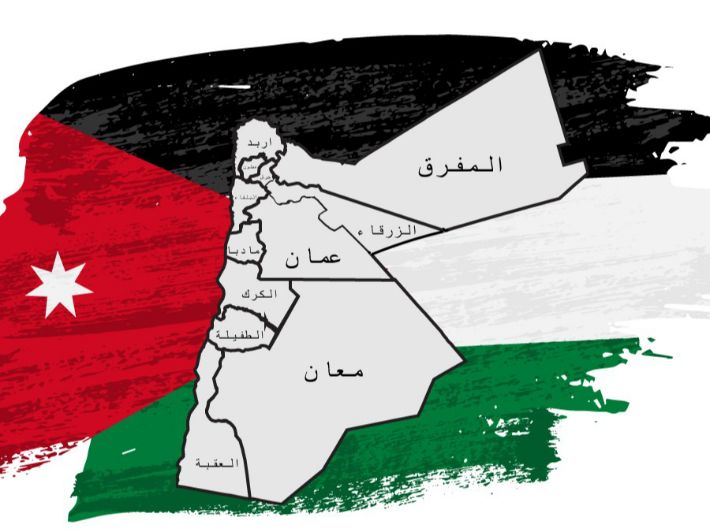 اربد
المفرق
الزرقاء
عمان
مادبا
الكرك
الطفيلة
معان
العقبة